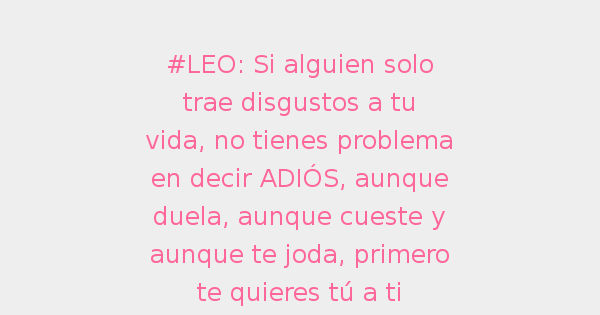 #LEO: Si alguien solo
trae disgustos a tu
vida, no tienes problema
en decir ADIÓS, aunque
duela, aunque cueste y
aunque te joda, primero
te quieres tú a ti